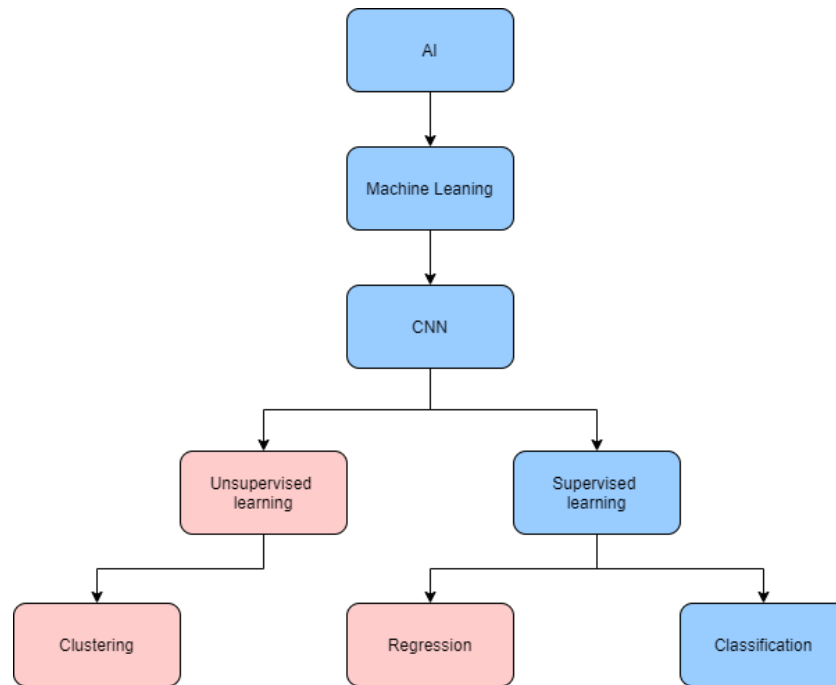 AI
Machine Leaning
CNN
Unsupervised
learning
Supervised
learning
Clustering
Regression
Classification